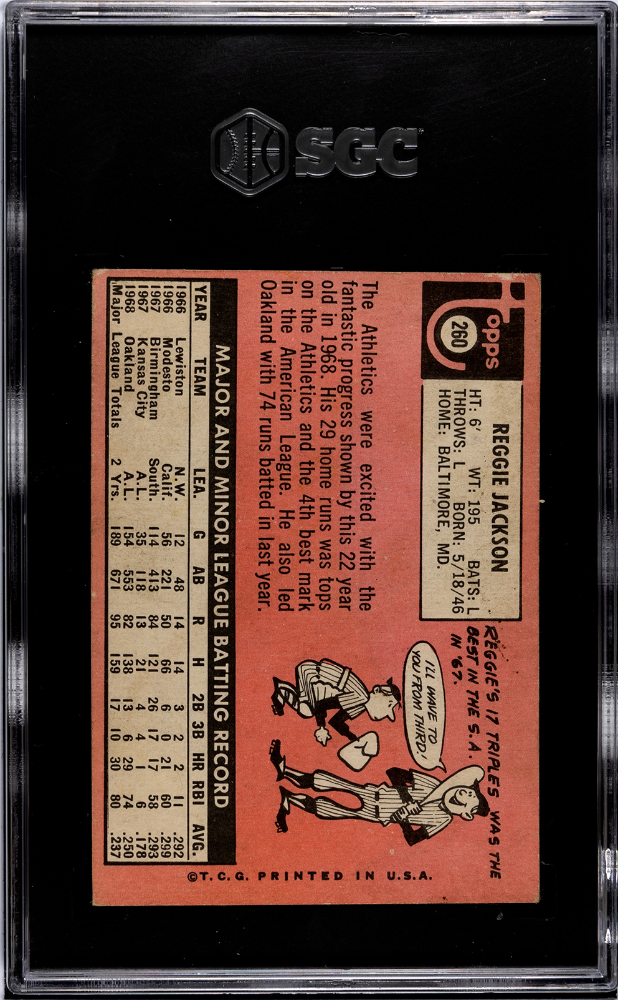 SGC
Topps
260
REGGIE JACKSON
HT: 6' WT: 195 BATS: L
THROWS: L BORN: 5/18/46
HOME: BALTIMORE, MD.
REGGIE'S 17 TRIPLES WAS THE
BEST IN THE S.A.
IN '67.
I'LL WAVE TO
YOU FROM THIRD!
The Athletics were excited with the
fantastic progress shown by this 22 year
old in 1968. His 29 home runs was tops
on the Athletics and the 4th best mark
in the American League. He also led
Oakland with 74 runs batted in last year.
MAJOR AND MINOR LEAGUE BATTING RECORD
YEAR TEAM LEA. G AB R H 2B 3B HR RBI AVG.
1966 Lewiston N.W. 12 48 14 14 3 2 2 11 .292
1966 Modesto Calif. 56 221 50 66 6 0 21 60 .299
1967 Birmingham South. 114 413 84 121 26 17 17 58 .293
1967 Kansas City A.L. 35 118 13 21 4 4 1 6 .178
1968 Oakland A.L. 154 553 82 138 13 6 29 74 .250
Major League Totals 2 Yrs. 189 671 95 159 17 10 30 80 .237
©T.C.G. PRINTED IN U.S.A.